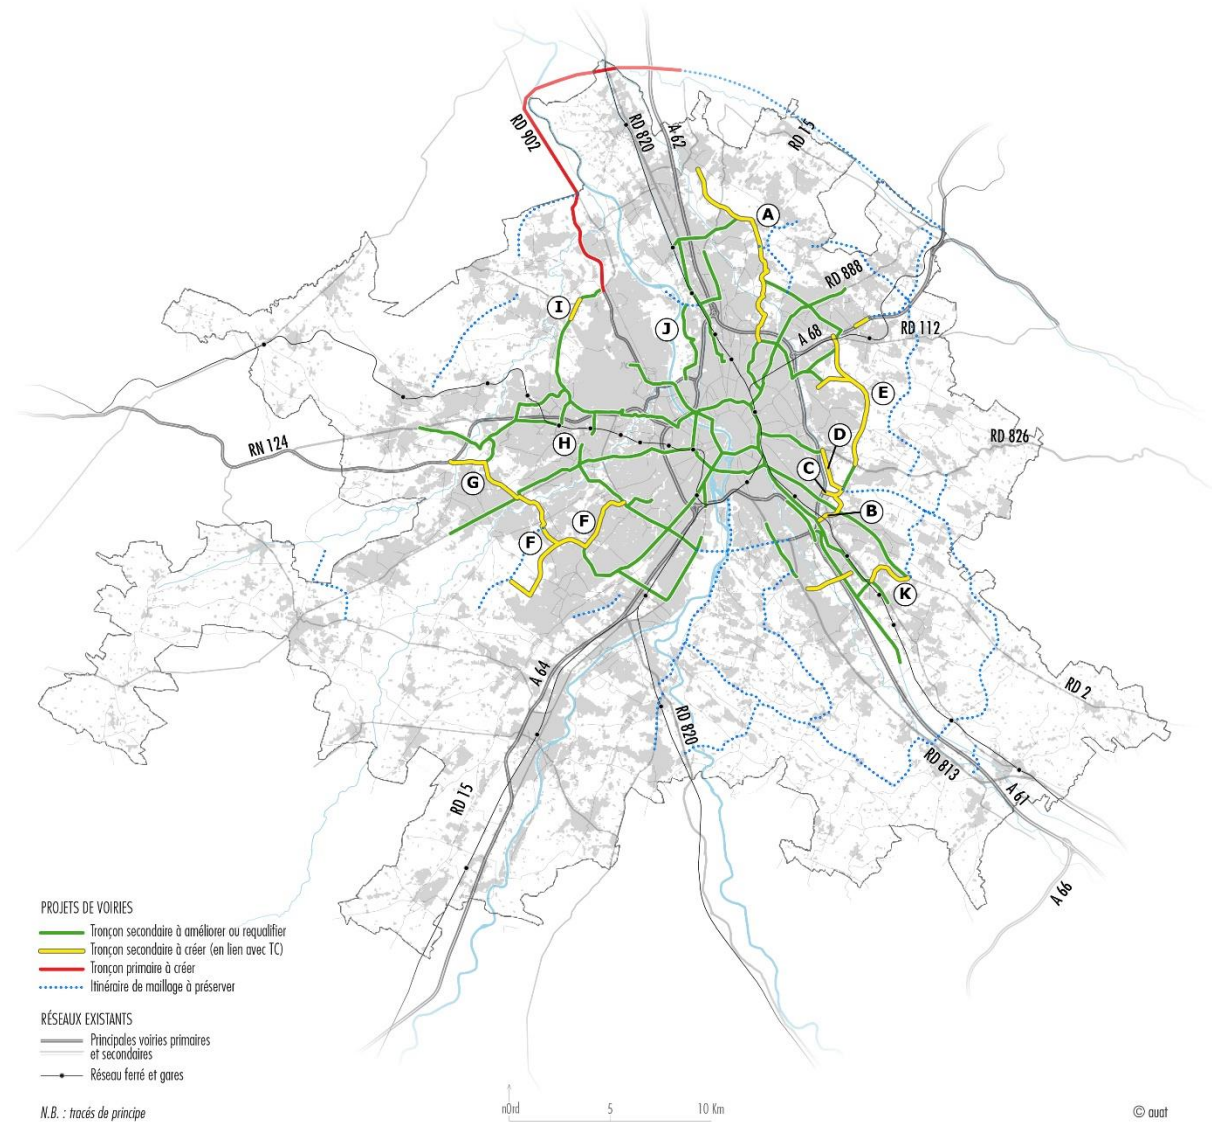 RD 902
RD 820
A 62
RD 15
A
RD 888
I
J
A 68
RD 112
E
RN 124
H
D
RD 826
G
C
F
F
B
K
A 64
RD 2
RD 820
RD 813
RD 15
A 61
A 66
PROJETS DE VOIRIES
Tronçon secondaire à améliorer ou requalifier
Tronçon secondaire à créer (en lien avec TC)
Tronçon primaire à créer
Itinéraire de maillage à préserver
RÉSEAUX EXISTANTS
Principales voiries primaires
et secondaires
Réseau ferré et gares
N.B. : tracés de principe
n0rd 5 10 Km
© auat